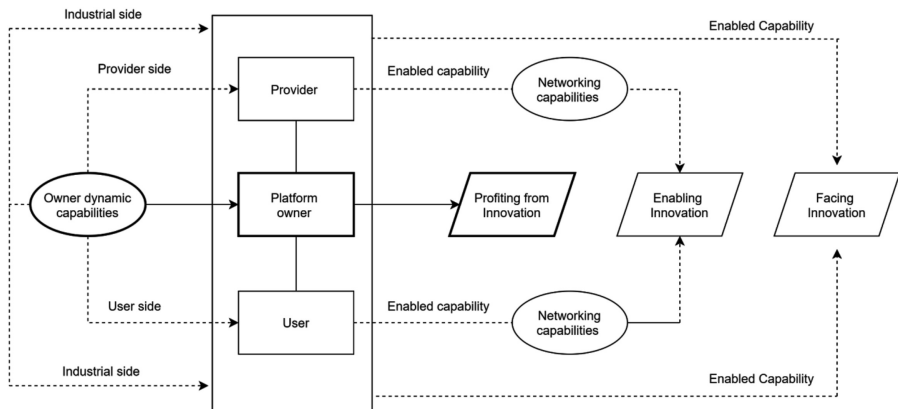 Industrial side
Enabled Capability
Provider side
Enabled capability
Provider
Networking
capabilities
Owner dynamic
capabilities
Platform
owner
Profiting from
Innovation
Enabling
Innovation
Facing
Innovation
User side
Enabled capability
User
Networking
capabilities
Industrial side
Enabled Capability